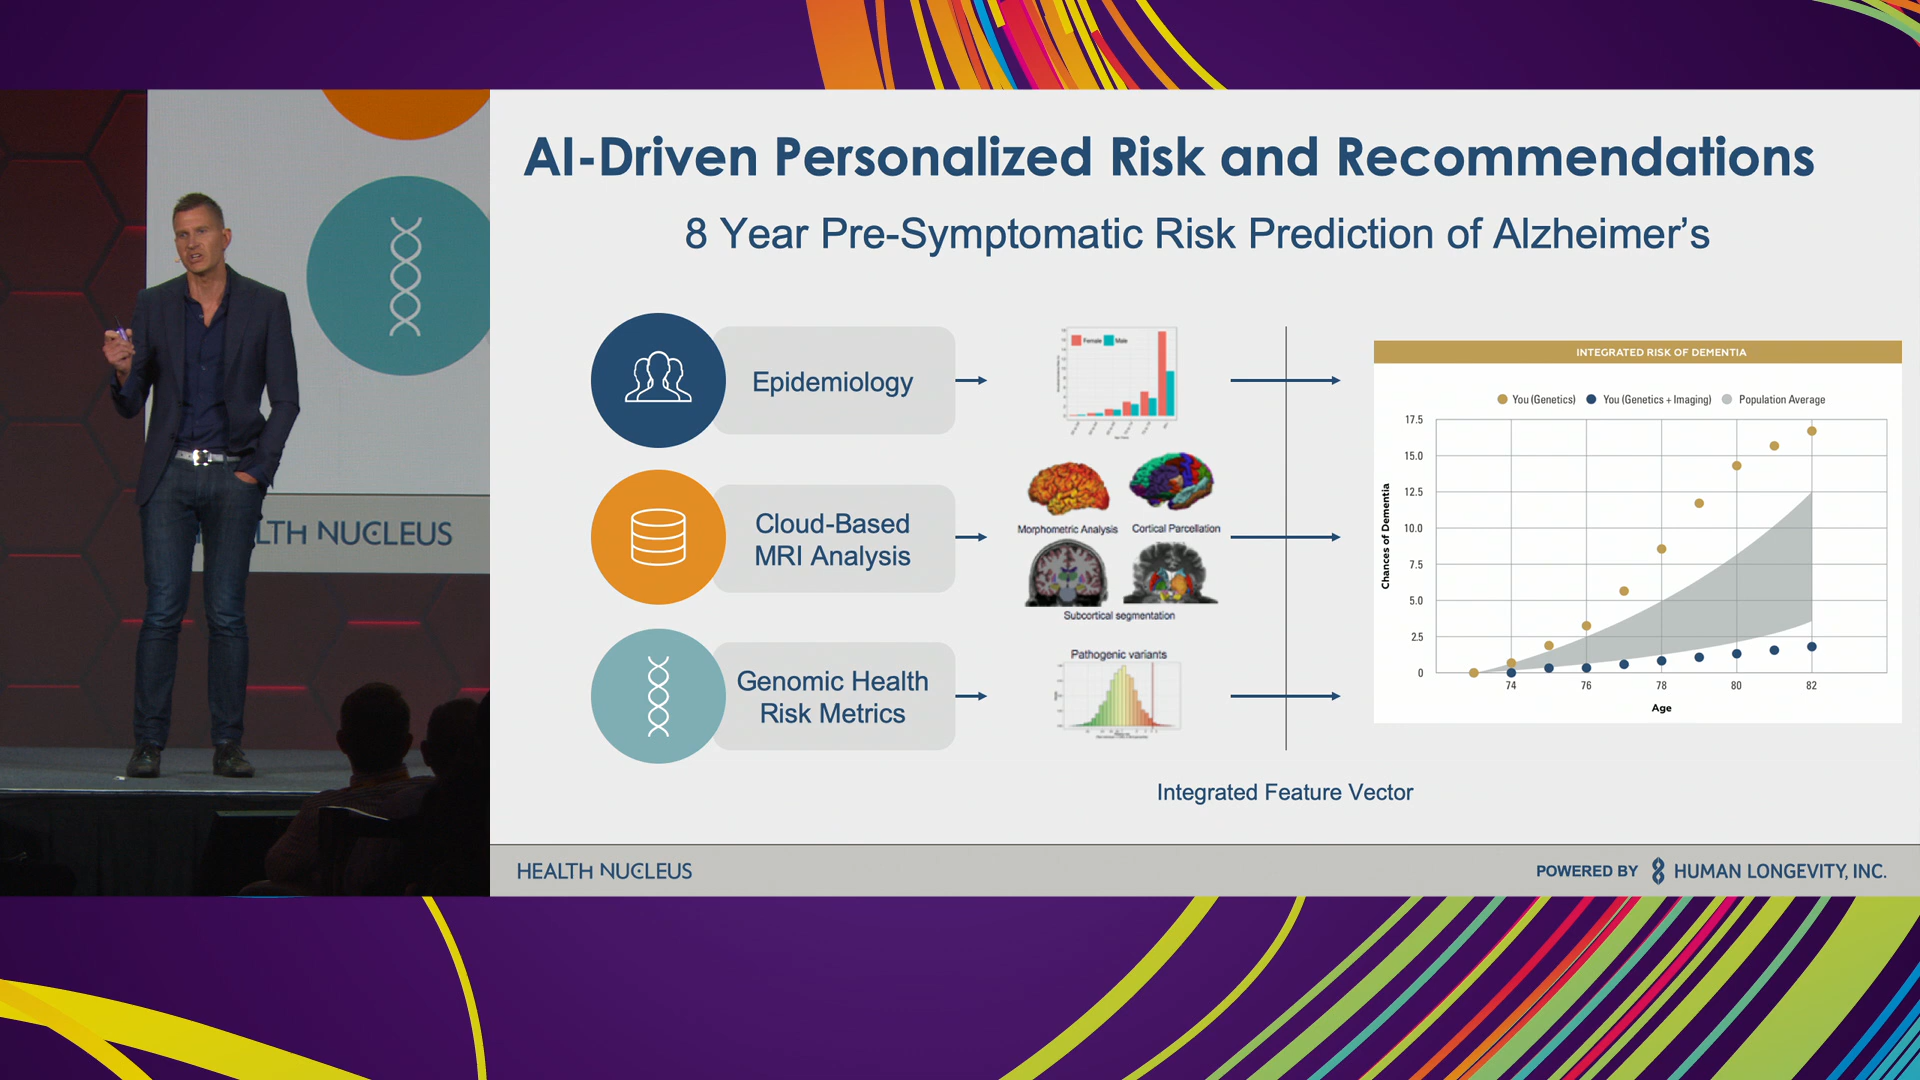 AI-Driven Personalized Risk and Recommendations
8 Year Pre-Symptomatic Risk Prediction of Alzheimer's
Epidemiology
Female Male
Cloud-Based
MRI Analysis
Morphometric Analysis Cortical Parcellation
Subcortical segmentation
Genomic Health
Risk Metrics
Pathogenic variants
Integrated Feature Vector
INTEGRATED RISK OF DEMENTIA
You (Genetics) You (Genetics + Imaging) Population Average
Chances of Dementia
17.5
15.0
12.5
10.0
7.5
5.0
2.5
0
74 76 78 80 82
Age
LTH NUCLEUS
HEALTH NUCLEUS
POWERED BY HUMAN LONGEVITY, INC.